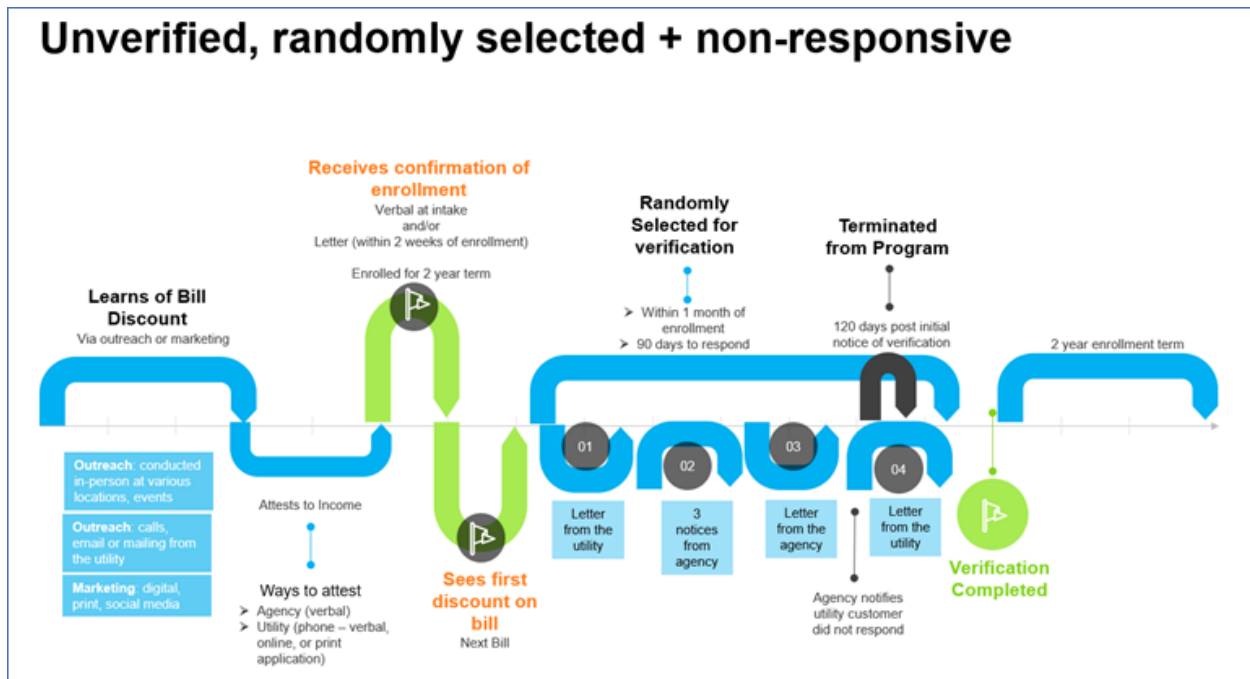 Unverified, randomly selected + non-responsive
Learns of Bill
Discount
Via outreach or marketing
Outreach: conducted
in-person at various
locations, events
Outreach: calls,
email or mailing from
the utility
Marketing: digital,
print, social media
Attests to Income
Ways to attest
➤ Agency (verbal)
➤ Utility (phone – verbal,
online, or print
application)
Receives confirmation of
enrollment
Verbal at intake
and/or
Letter (within 2 weeks of enrollment)
Enrolled for 2 year term
Sees first
discount on
bill
Next Bill
Randomly
Selected for
verification
➤ Within 1 month of
enrollment
➤ 90 days to respond
01
Letter
from the
utility
02
3
notices
from
agency
03
Letter
from the
agency
04
Letter
from the
utility
Agency notifies
utility customer
did not respond
Terminated
from Program
120 days post initial
notice of verification
Verification
Completed
2 year enrollment term